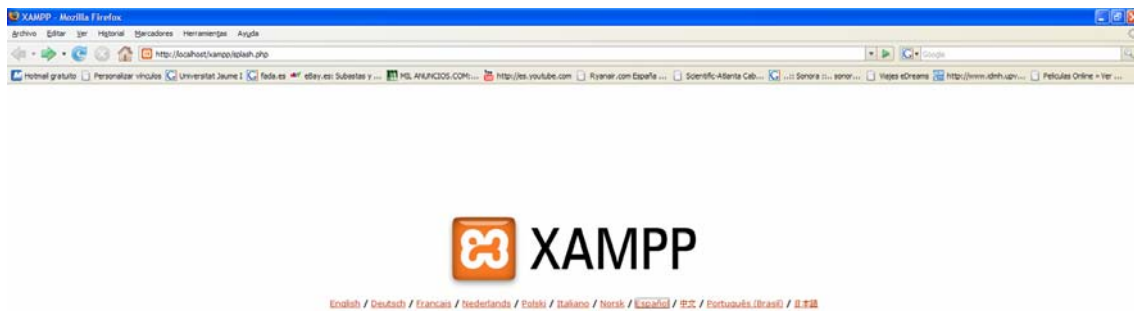 XAMPP - Mozilla Firefox
Archivo Editar Ver Historial Marcadores Herramientas Ayuda
http://localhost/xampp/splash.php Google
Hotmail gratuito Personalizar vínculos Universitat Jaume I fada.es eBay.es: Subastas y ... MIL ANUNCIOS.COM:... http://es.youtube.com Ryanair.com España ... Scientific-Atlanta Cab... ..:: Sonora ::.. sonor... Viajes eDreams http://www.idmh.upv... Peliculas Online » Ver ...
XAMPP
English / Deutsch / Francais / Nederlands / Polski / Italiano / Norsk / Español / 中文 / Português (Brasil) / 日本語